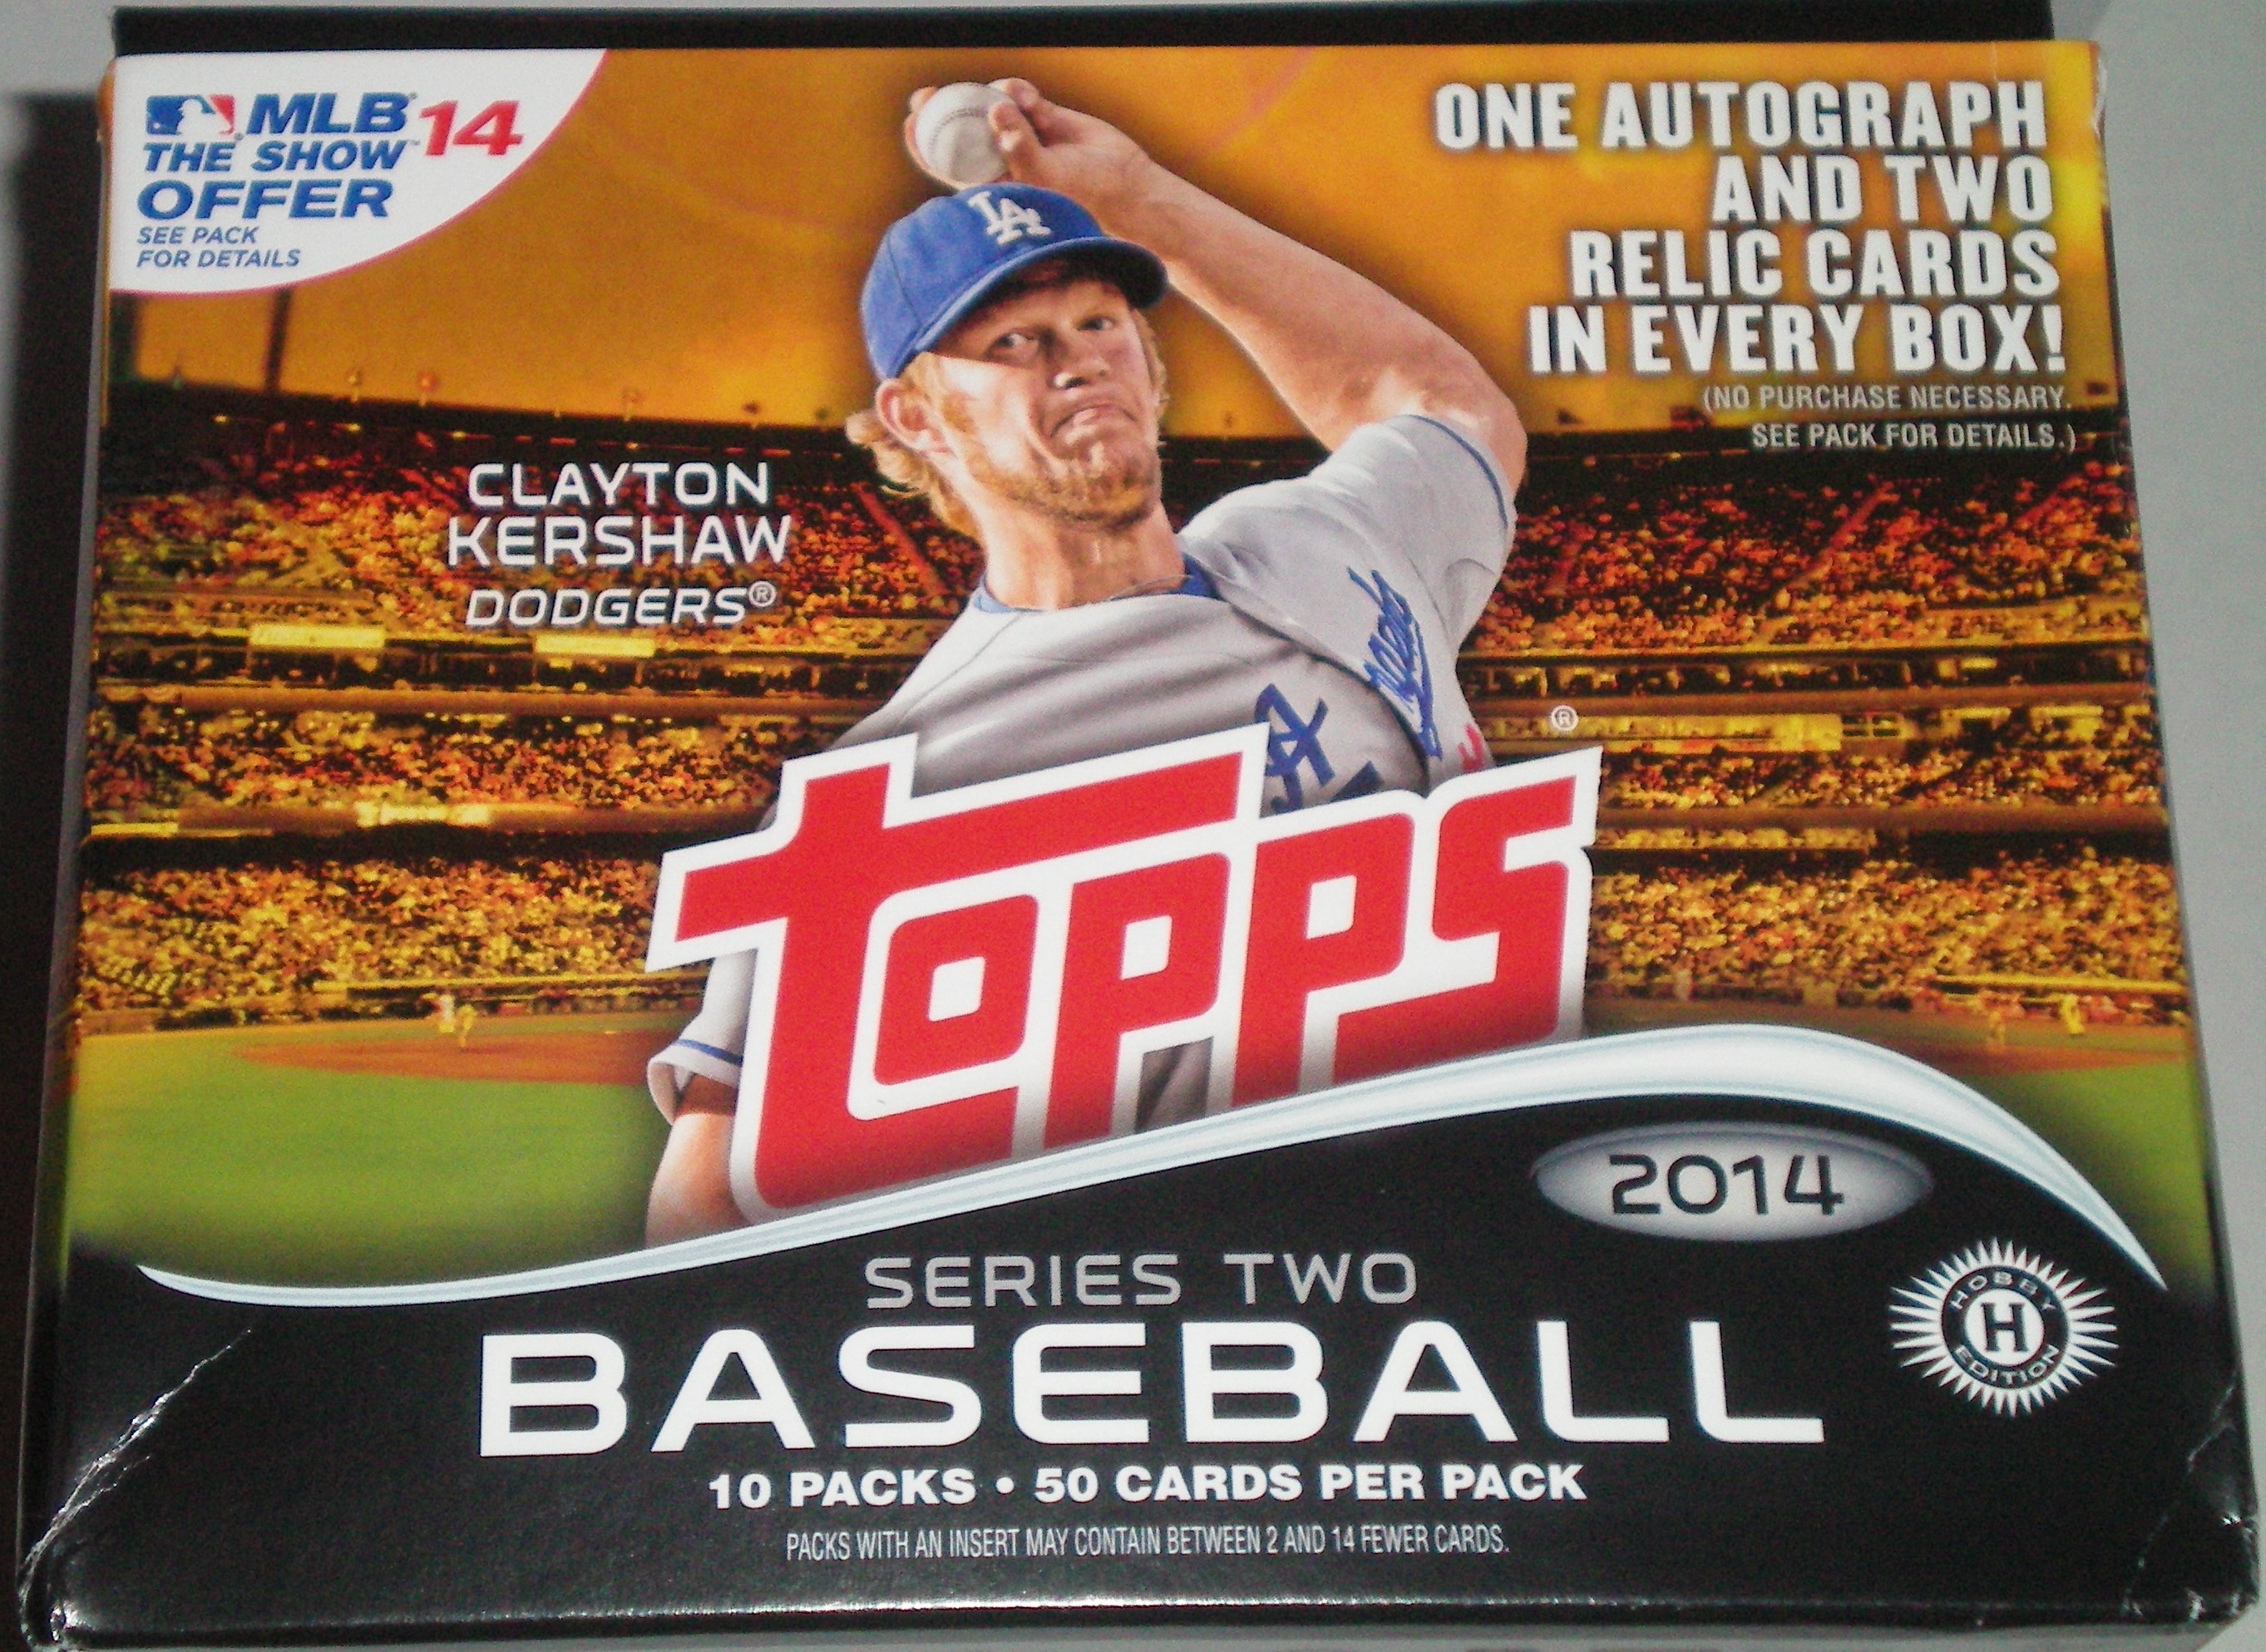 MLB
THE SHOW™ 14
OFFER
SEE PACK
FOR DETAILS
ONE AUTOGRAPH
AND TWO
RELIC CARDS
IN EVERY BOX!
(NO PURCHASE NECESSARY.
SEE PACK FOR DETAILS.)
LA
CLAYTON
KERSHAW
DODGERS®
TOPPS®
2014
SERIES TWO
BASEBALL
HOBBY
H
EDITION
10 PACKS • 50 CARDS PER PACK
PACKS WITH AN INSERT MAY CONTAIN BETWEEN 2 AND 14 FEWER CARDS.